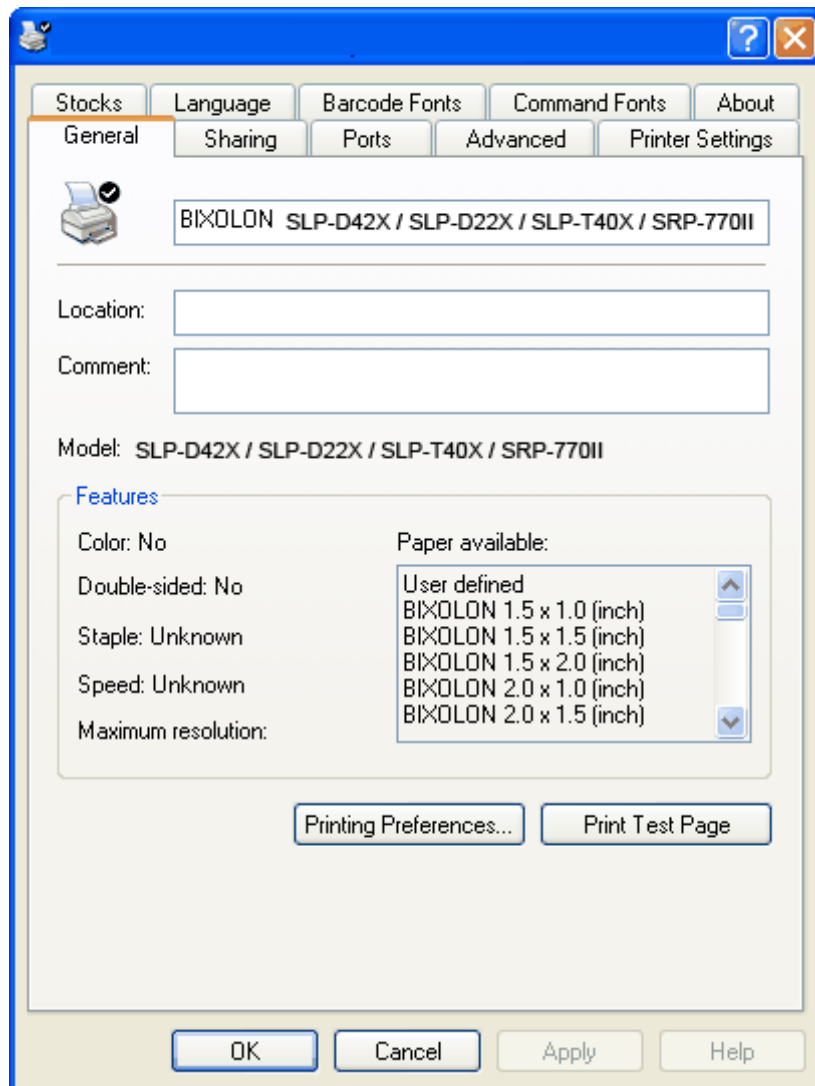 Stocks Language Barcode Fonts Command Fonts About
General Sharing Ports Advanced Printer Settings
BIXOLON SLP-D42X / SLP-D22X / SLP-T40X / SRP-770II
Location:
Comment:
Model: SLP-D42X / SLP-D22X / SLP-T40X / SRP-770II
Features
Color: No
Double-sided: No
Staple: Unknown
Speed: Unknown
Maximum resolution:
Paper available:
User defined
BIXOLON 1.5 x 1.0 (inch)
BIXOLON 1.5 x 1.5 (inch)
BIXOLON 1.5 x 2.0 (inch)
BIXOLON 2.0 x 1.0 (inch)
BIXOLON 2.0 x 1.5 (inch)
Printing Preferences... Print Test Page
OK Cancel Apply Help